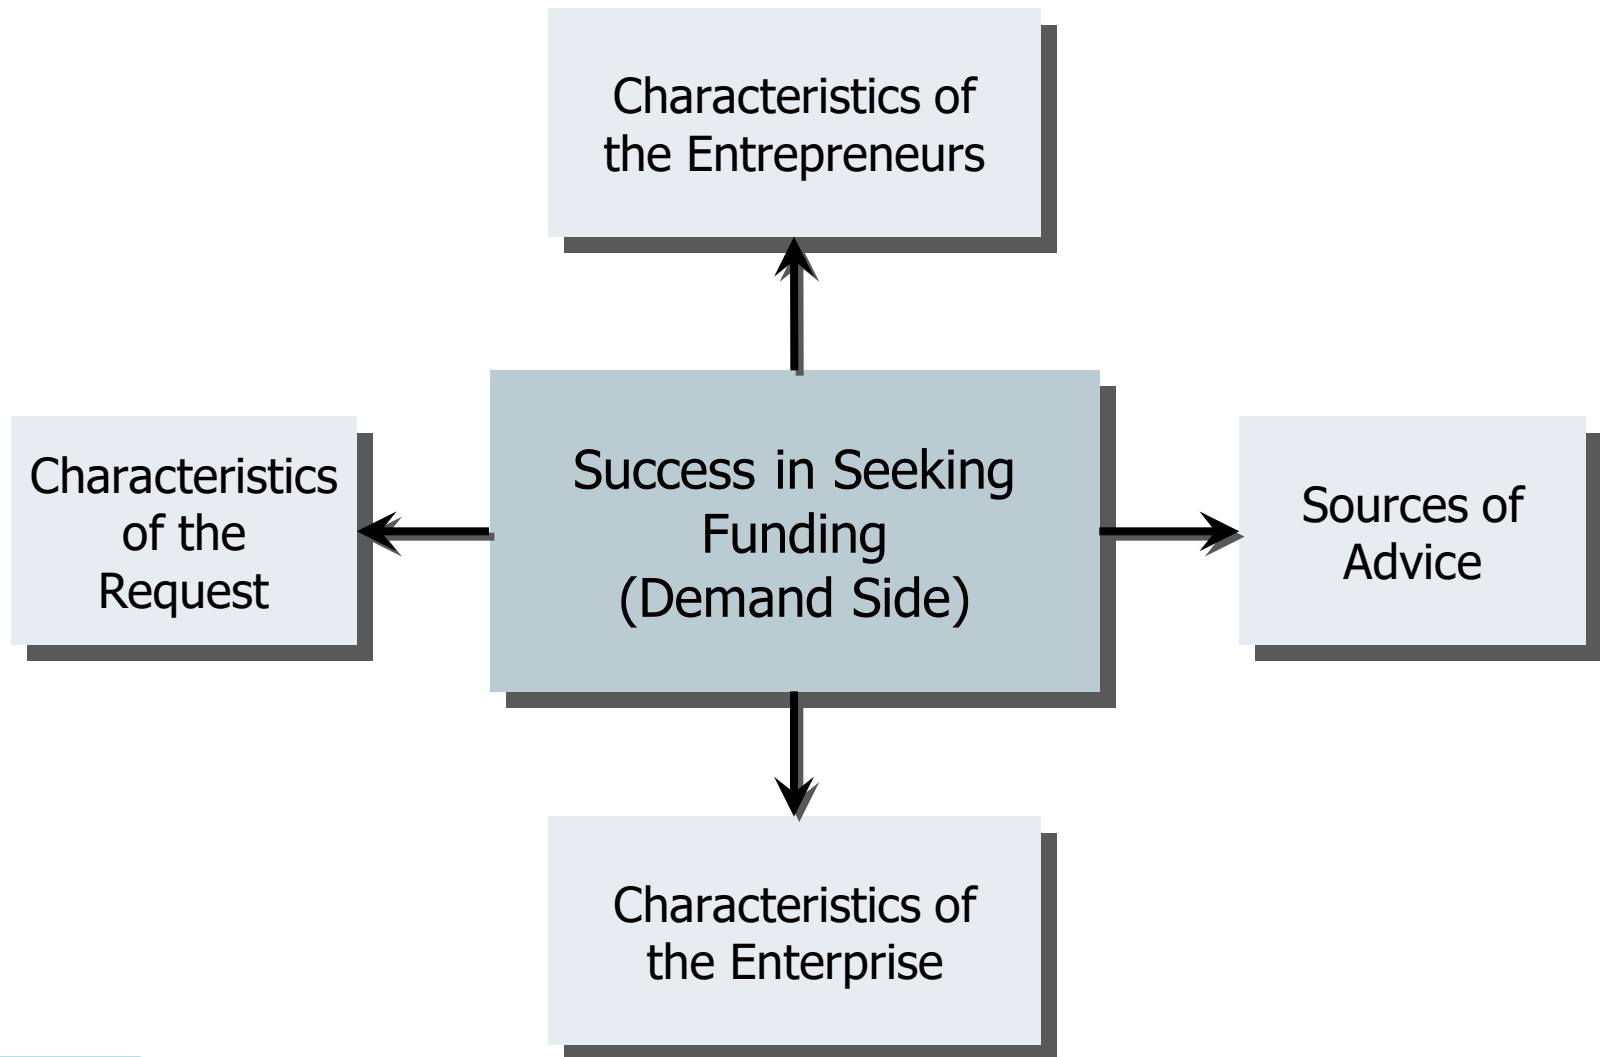 Characteristics of
the Entrepreneurs
Characteristics
of the
Request
Success in Seeking
Funding
(Demand Side)
Sources of
Advice
Characteristics of
the Enterprise